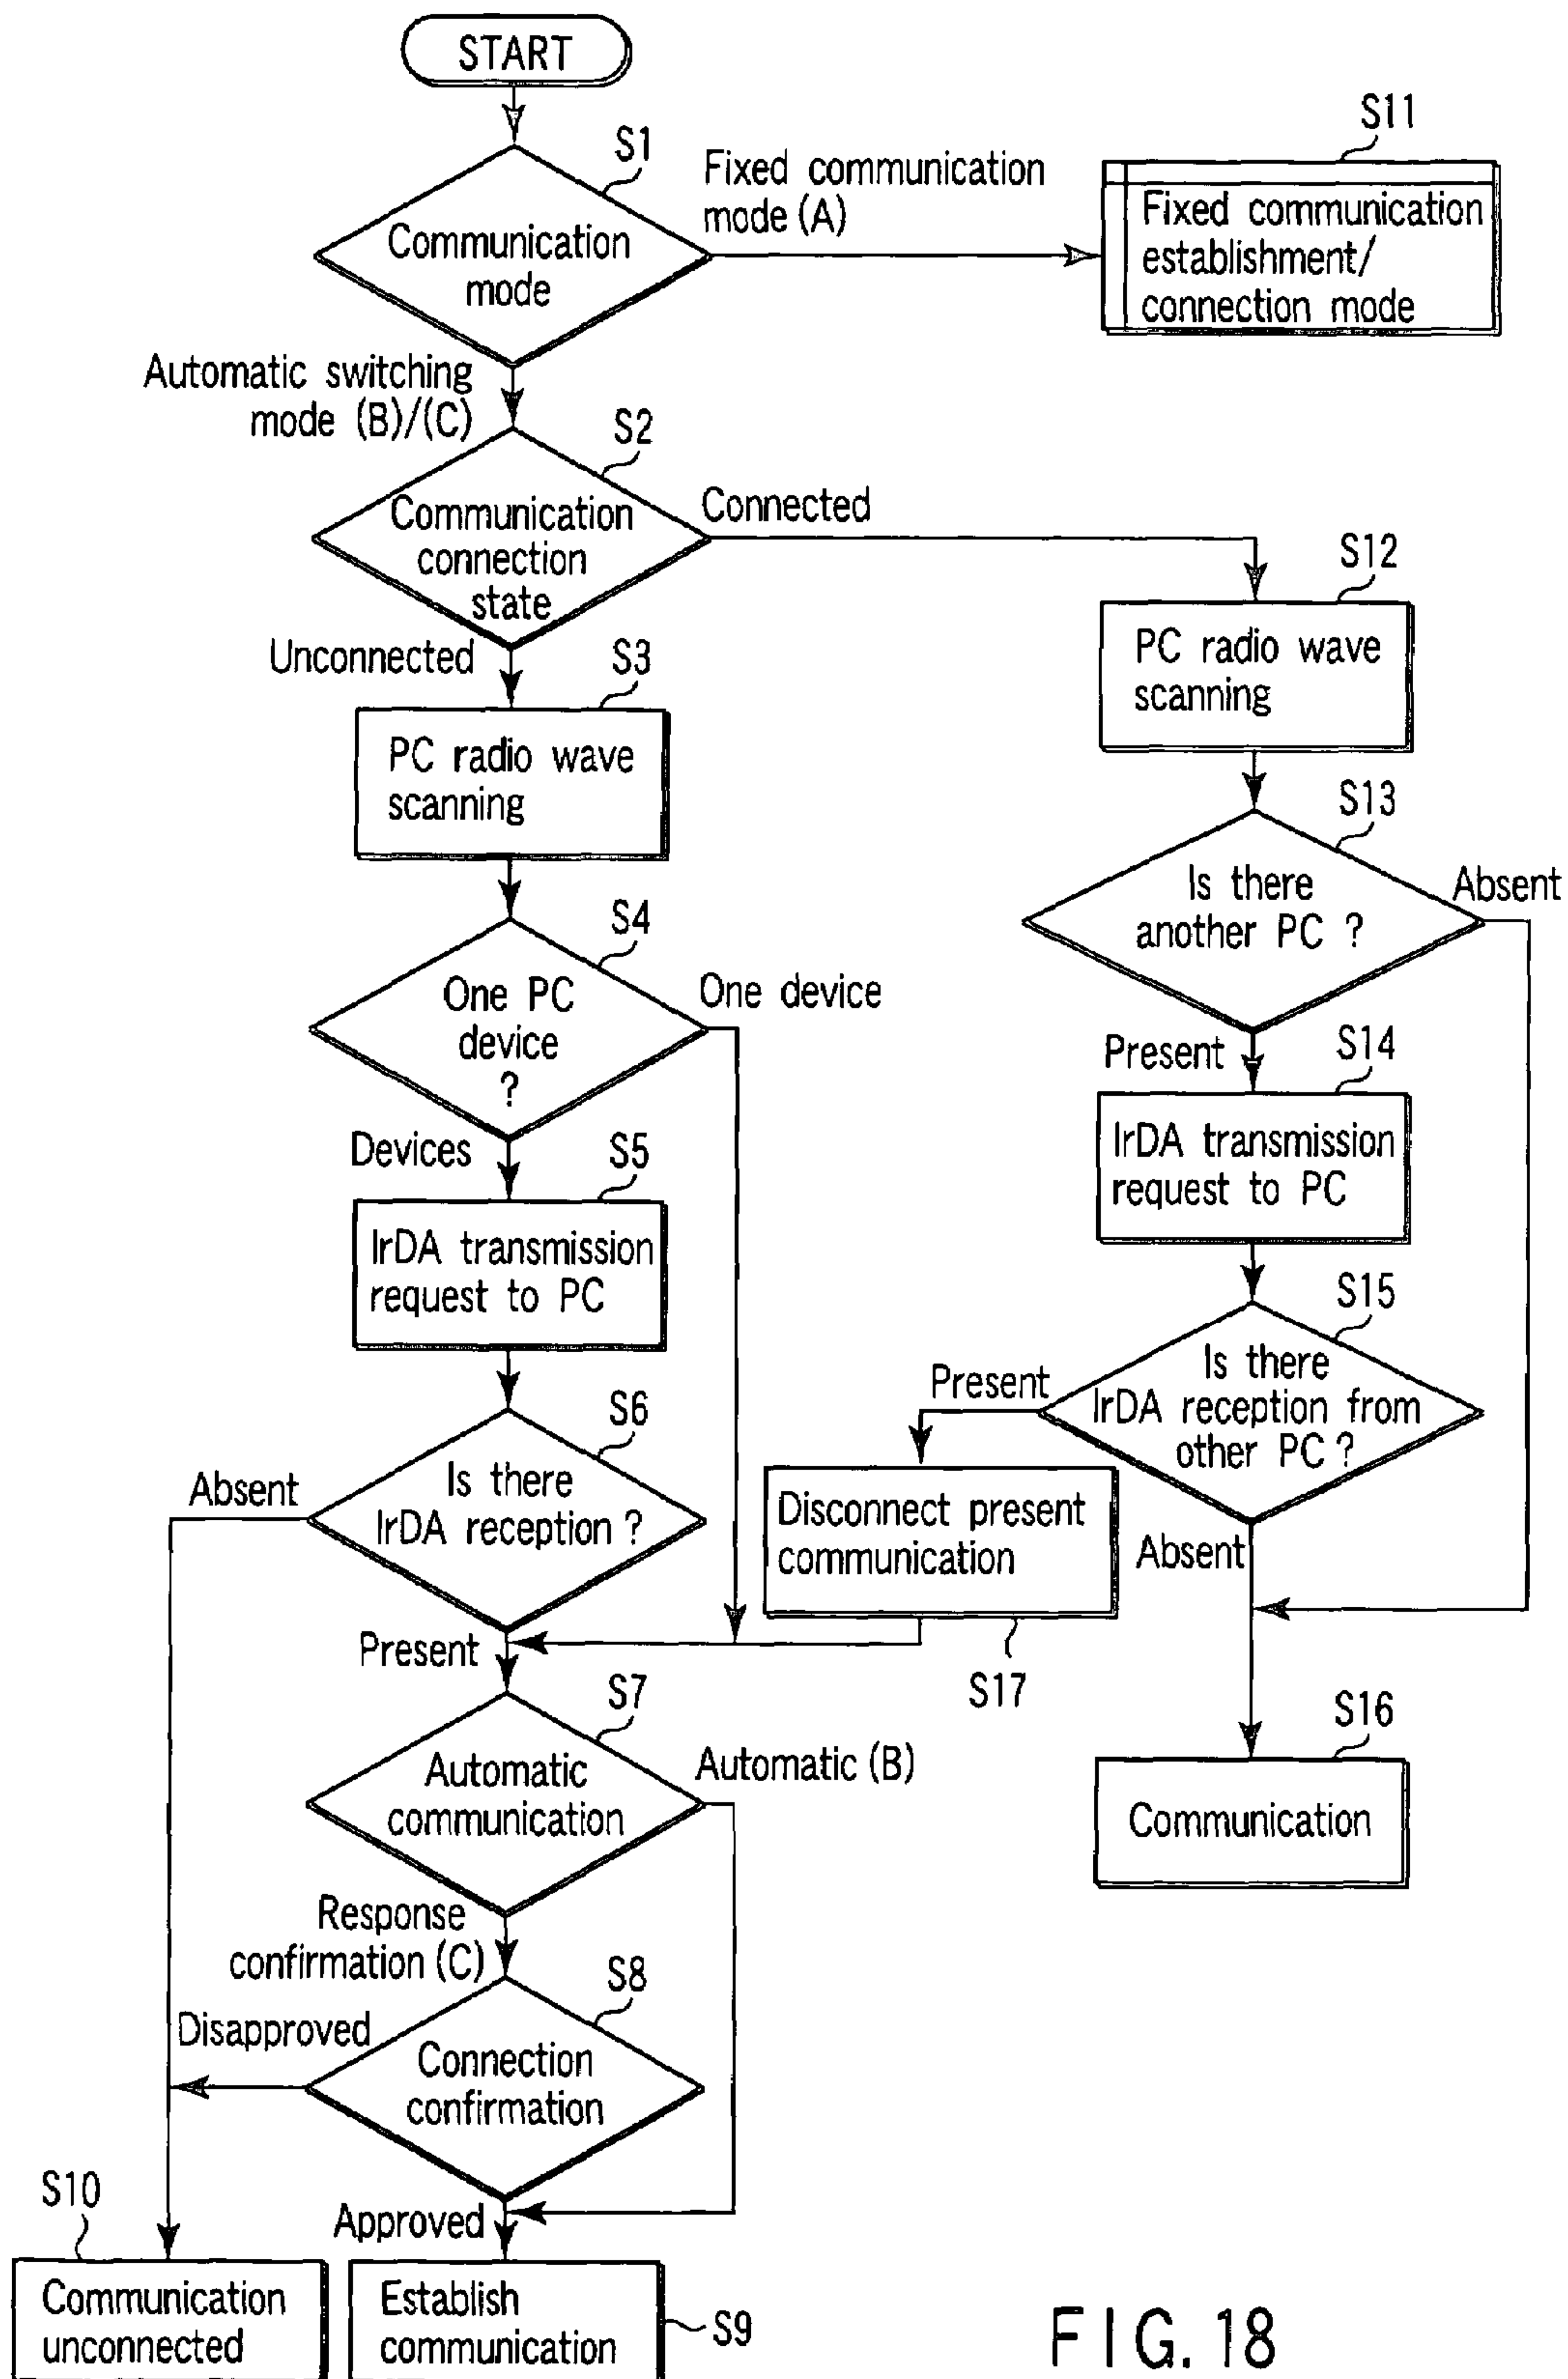 START
S1
Communication
mode
Fixed communication
mode (A)
S11
Fixed communication
establishment/
connection mode
Automatic switching
mode (B)/(C)
S2
Communication
connection
state
Connected
Unconnected
S3
PC radio wave
scanning
S4
One PC
device
?
One device
Devices
S5
IrDA transmission
request to PC
S6
Is there
IrDA reception ?
Absent
Present
S7
Automatic
communication
Automatic (B)
Response
confirmation (C)
S8
Connection
confirmation
Disapproved
Approved
S10
Communication
unconnected
Establish
communication
S9
S12
PC radio wave
scanning
S13
Is there
another PC ?
Absent
Present
S14
IrDA transmission
request to PC
S15
Is there
IrDA reception from
other PC ?
Present
Disconnect present
communication
S17
Absent
S16
Communication
FIG. 18